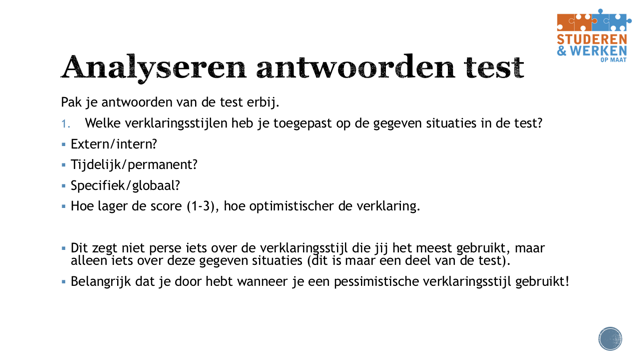 STUDEREN
& WERKEN
OP MAAT
Analyseren antwoorden test
Pak je antwoorden van de test erbij.
1. Welke verklaringsstijlen heb je toegepast op de gegeven situaties in de test?
▪ Extern/intern?
▪ Tijdelijk/permanent?
▪ Specifiek/globaal?
▪ Hoe lager de score (1-3), hoe optimistischer de verklaring.
▪ Dit zegt niet perse iets over de verklaringsstijl die jij het meest gebruikt, maar
alleen iets over deze gegeven situaties (dit is maar een deel van de test).
▪ Belangrijk dat je door hebt wanneer je een pessimistische verklaringsstijl gebruikt!